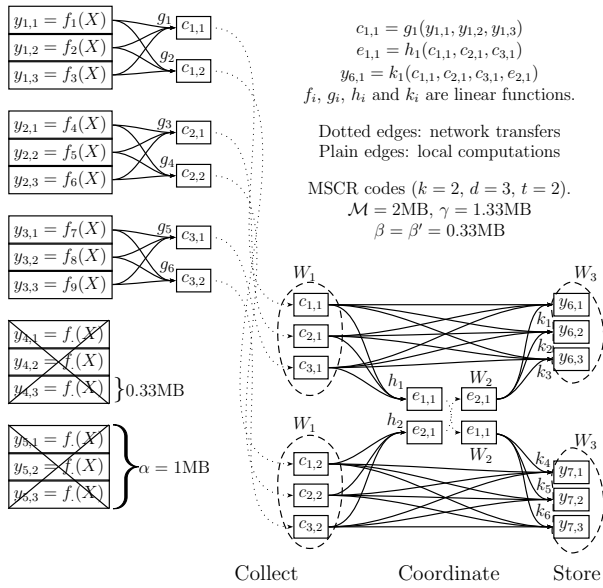 y1,1 = f1(X)
y1,2 = f2(X)
y1,3 = f3(X)
g1
g2
c1,1
c1,2
y2,1 = f4(X)
y2,2 = f5(X)
y2,3 = f6(X)
g3
g4
c2,1
c2,2
y3,1 = f7(X)
y3,2 = f8(X)
y3,3 = f9(X)
g5
g6
c3,1
c3,2
y4,1 = f.(X)
y4,2 = f.(X)
y4,3 = f.(X)
0.33MB
y5,1 = f.(X)
y5,2 = f.(X)
y5,3 = f.(X)
α = 1MB
c1,1 = g1(y1,1, y1,2, y1,3)
e1,1 = h1(c1,1, c2,1, c3,1)
y6,1 = k1(c1,1, c2,1, c3,1, e2,1)
fi, gi, hi and ki are linear functions.
Dotted edges: network transfers
Plain edges: local computations
MSCR codes (k = 2, d = 3, t = 2).
M = 2MB, γ = 1.33MB
β = β′ = 0.33MB
W1
c1,1
c2,1
c3,1
W3
y6,1
y6,2
y6,3
k1
k2
k3
h1
e1,1
W2
e2,1
h2
e2,1
e1,1
W2
W1
c1,2
c2,2
c3,2
W3
k4
k5
k6
y7,1
y7,2
y7,3
Collect
Coordinate
Store